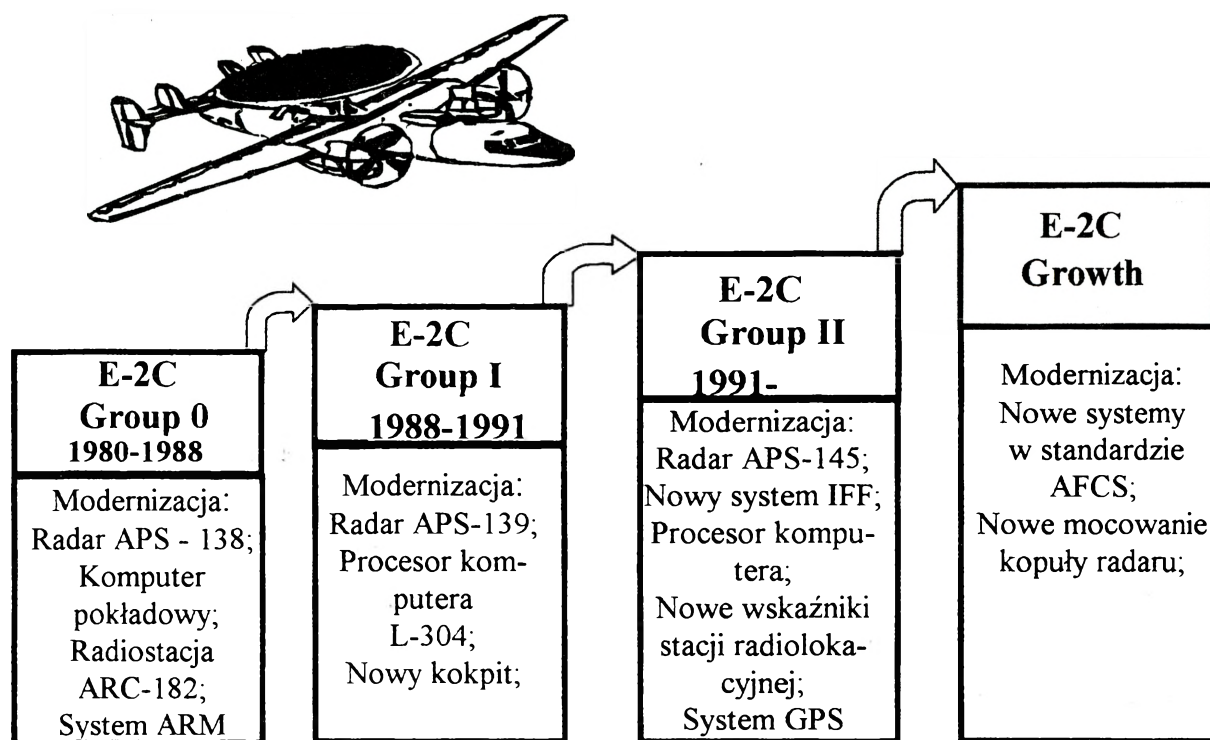 E-2C
Group 0
1980-1988
Modernizacja:
Radar APS - 138;
Komputer
pokładowy;
Radiostacja
ARC-182;
System ARM
E-2C
Group I
1988-1991
Modernizacja:
Radar APS-139;
Procesor kom-
putera
L-304;
Nowy kokpit;
E-2C
Group II
1991-
Modernizacja:
Radar APS-145;
Nowy system IFF;
Procesor kompu-
tera;
Nowe wskaźniki
stacji radioloka-
cyjnej;
System GPS
E-2C
Growth
Modernizacja:
Nowe systemy
w standardzie
AFCS;
Nowe mocowanie
kopuły radaru;